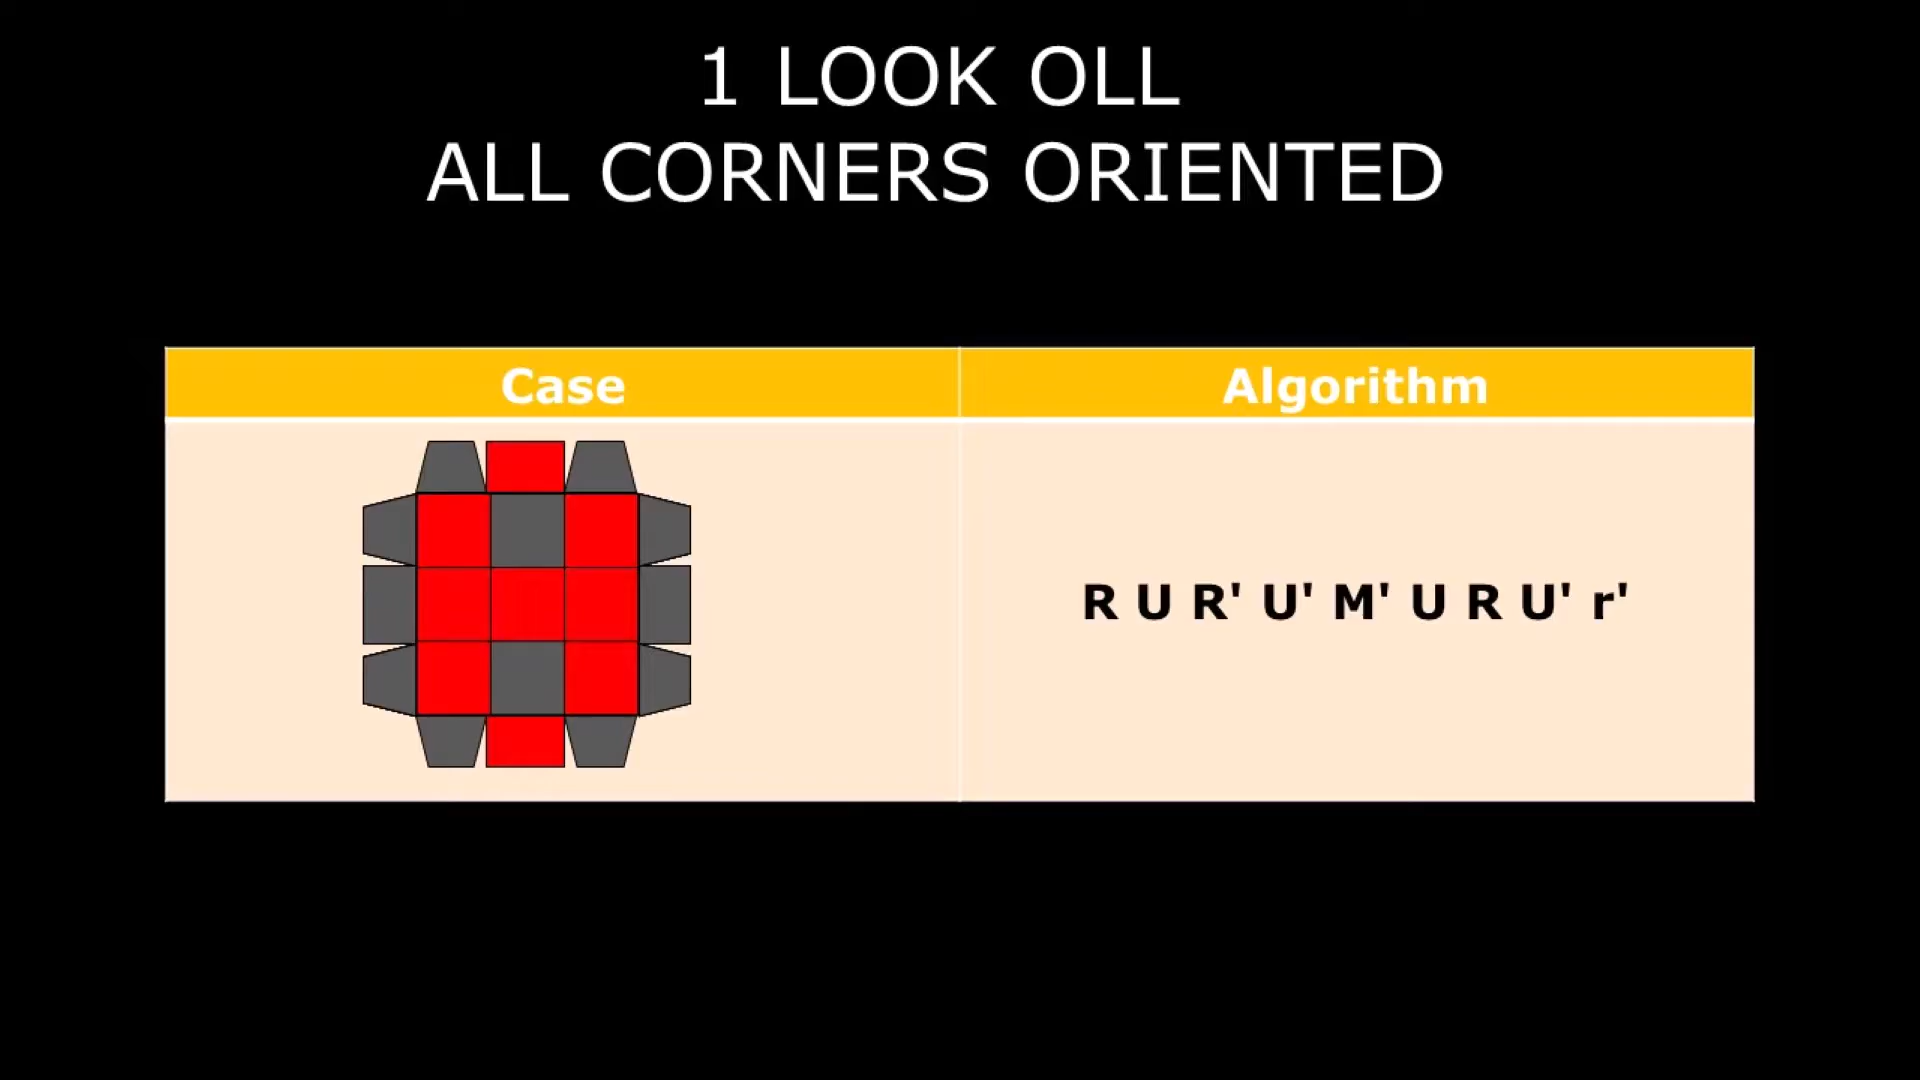 1 LOOK OLL
ALL CORNERS ORIENTED
Case
Algorithm
R U R' U' M' U R U' r'